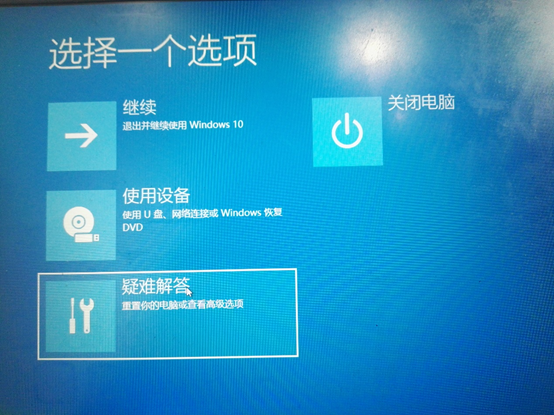 选择一个选项
继续
退出并继续使用 Windows 10
关闭电脑
使用设备
使用 U 盘、网络连接或 Windows 恢复
DVD
疑难解答
重置你的电脑或查看高级选项